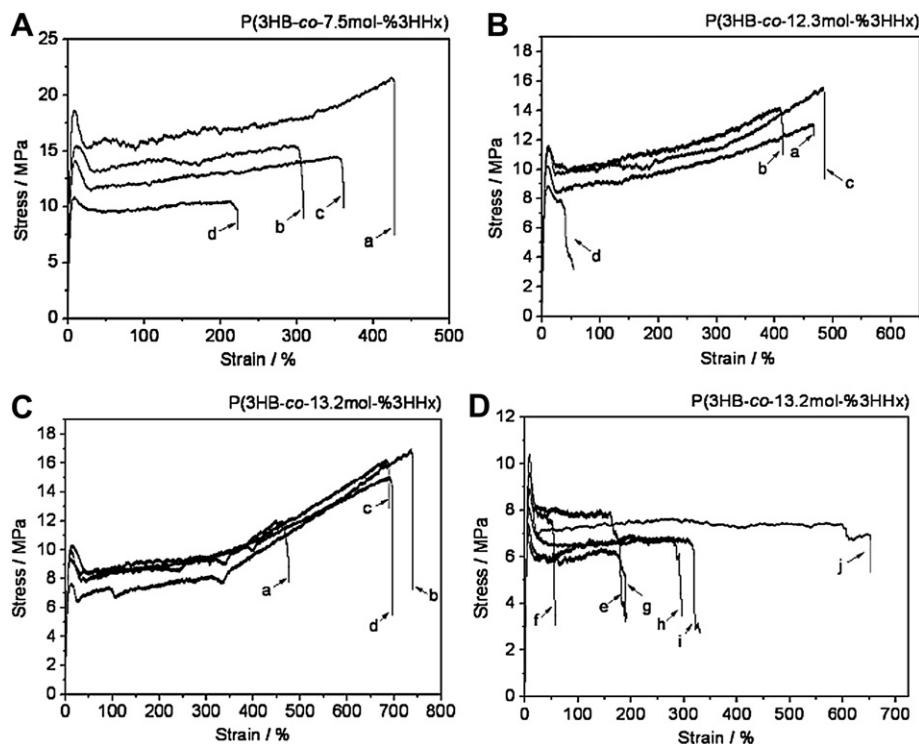 A
P(3HB-co-7.5mol-%3HHx)
25
20
15
10
5
0
Stress / MPa
d
b
c
a
0 100 200 300 400 500
Strain / %
B
P(3HB-co-12.3mol-%3HHx)
18
16
14
12
10
8
6
4
2
0
Stress / MPa
b
a
c
d
0 100 200 300 400 500 600
Strain / %
C
P(3HB-co-13.2mol-%3HHx)
18
16
14
12
10
8
6
4
2
0
Stress / MPa
c
a
d
b
0 100 200 300 400 500 600 700 800
Strain / %
D
P(3HB-co-13.2mol-%3HHx)
12
10
8
6
4
2
0
Stress / MPa
f
e
g
h
i
j
0 100 200 300 400 500 600 700
Strain / %